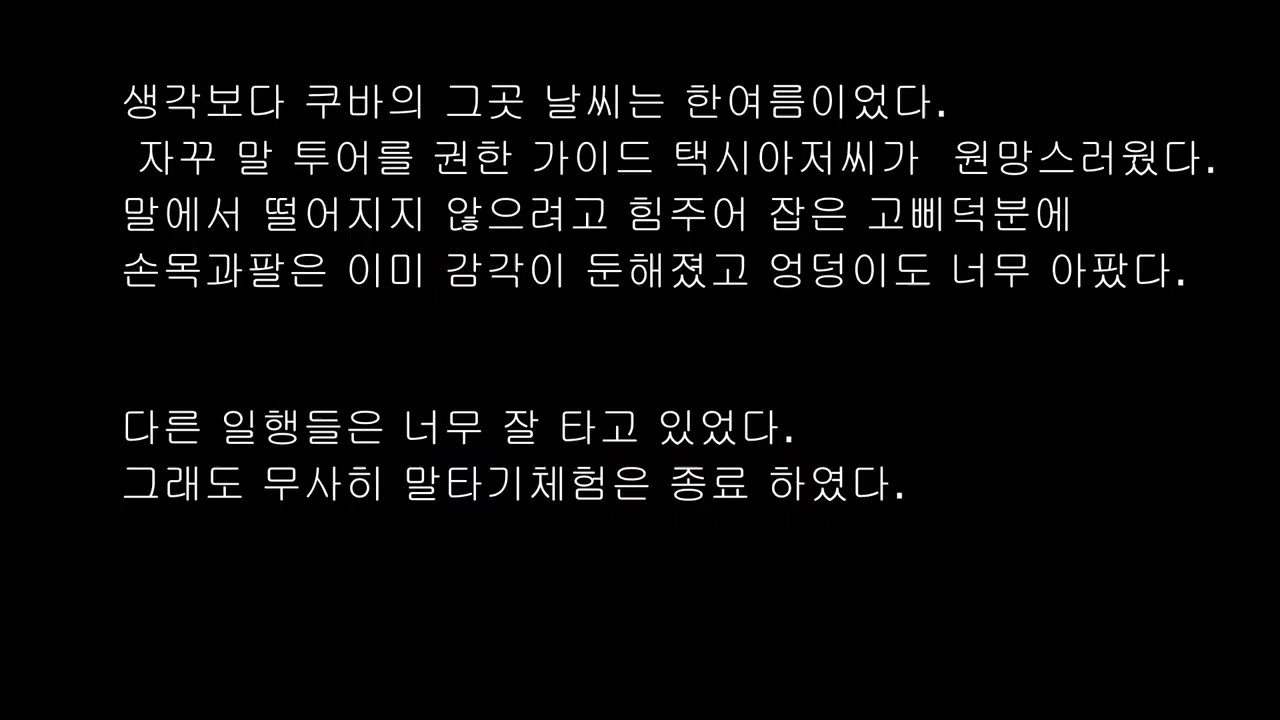 생각보다 쿠바의 그곳 날씨는 한여름이었다.
자꾸 말 투어를 권한 가이드 택시아저씨가 원망스러웠다.
말에서 떨어지지 않으려고 힘주어 잡은 고삐덕분에
손목과팔은 이미 감각이 둔해졌고 엉덩이도 너무 아팠다.
다른 일행들은 너무 잘 타고 있었다.
그래도 무사히 말타기체험은 종료 하였다.